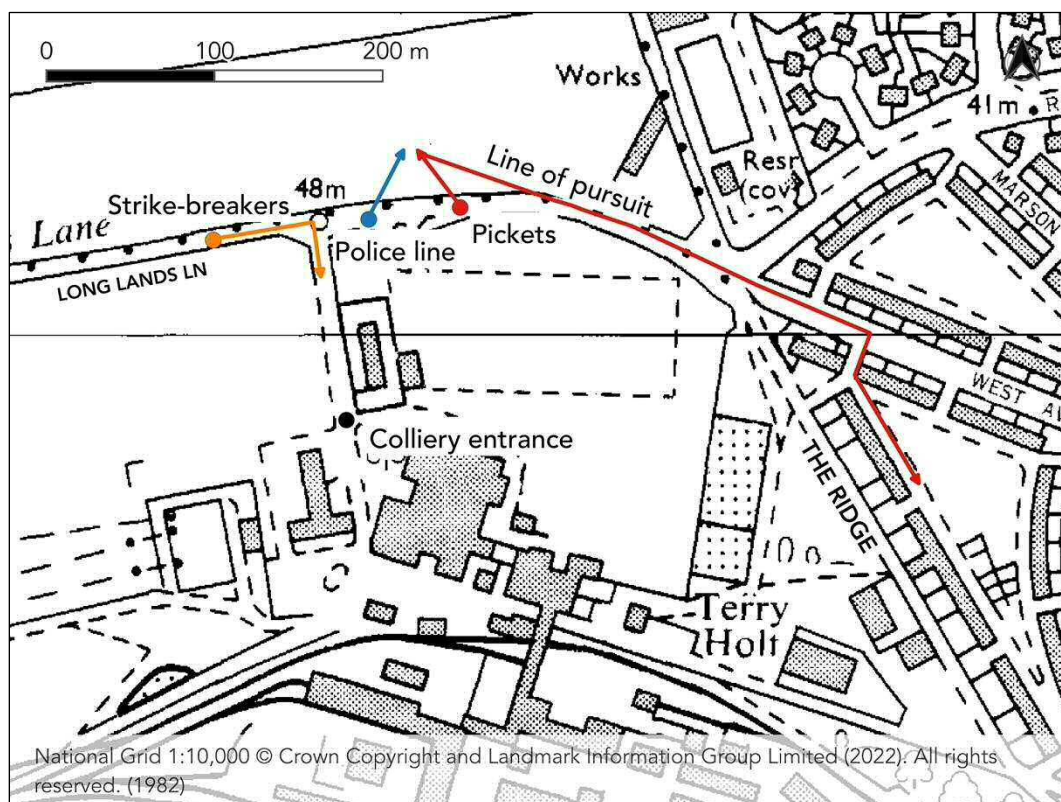 0 100 200 m
Works
41m
R
Resr
(cov)
MARSON
Line of pursuit
48m
Strike-breakers
Lane
Police line
Pickets
LONG LANDS LN
WEST AV
Colliery entrance
THE RIDGE
Terry
Holt
National Grid 1:10,000 © Crown Copyright and Landmark Information Group Limited (2022). All rights
reserved. (1982)